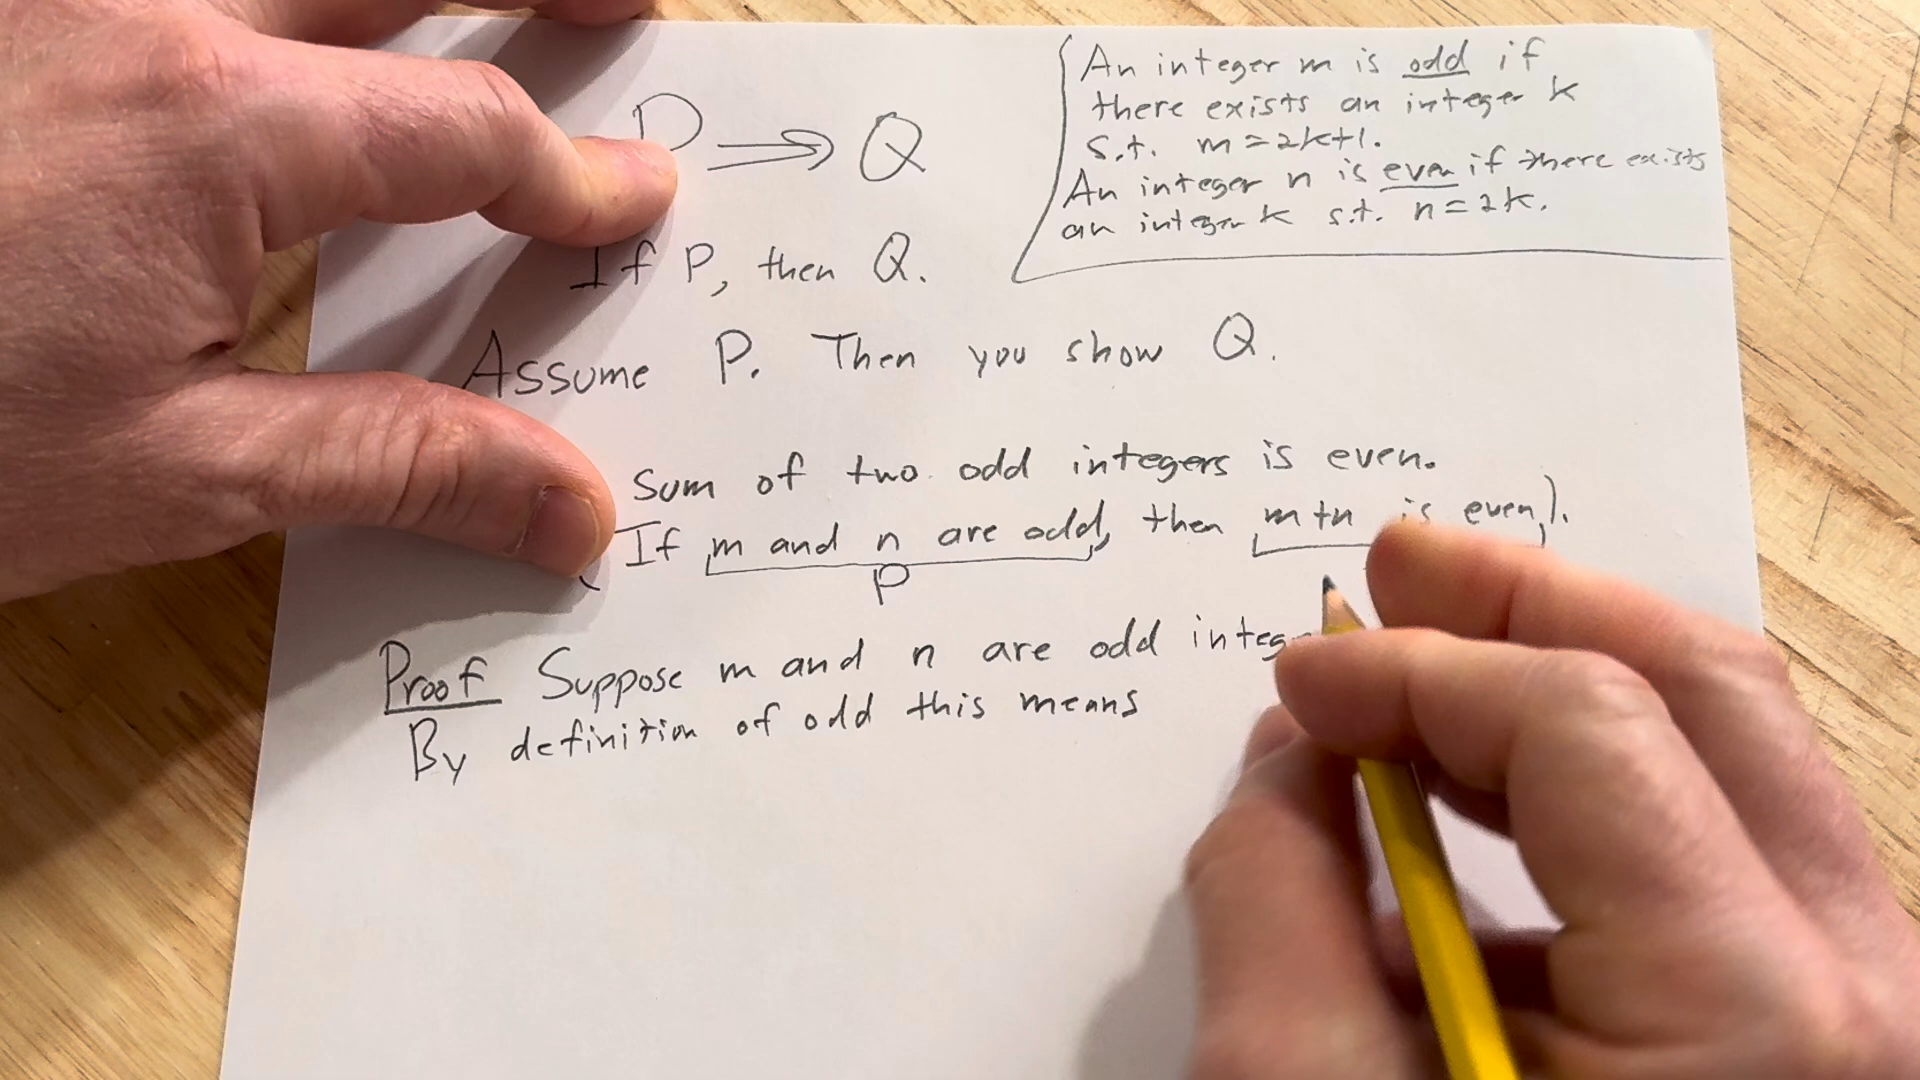 An integer m is odd if
there exists an integer k
s.t. m = 2k+1.
An integer n is even if there exists
an integer k s.t. n = 2k.
P ⟹ Q
If P, then Q.
Assume P. Then you show Q.
Sum of two odd integers is even.
(If m and n are odd, then m+n is even).
P
Proof Suppose m and n are odd
By definition of odd this means